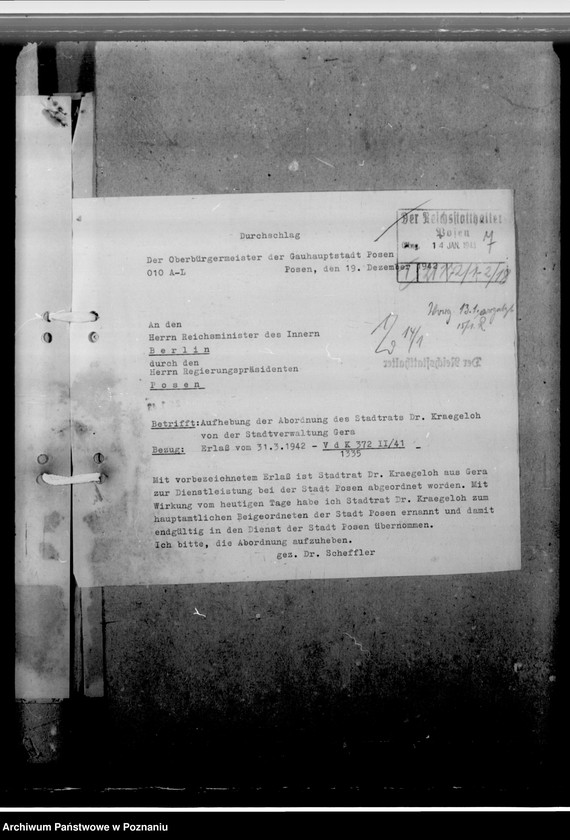 Durchschlag
Der Reichsstatthalter
Posen
Eing. 14 JAN. 194
Der Oberbürgermeister der Gauhauptstadt Posen
010 A-L
Posen, den 19. Dezember 1942
An den
Herrn Reichsminister des Innern
Berlin
durch den
Herrn Regierungspräsidenten
Posen
14/1
Der Reichsstatthalter
Betrifft: Aufhebung der Abordnung des Stadtrats Dr. Kraegeloh
von der Stadtverwaltung Gera
Bezug: Erlaß vom 31.3.1942 - V d K 372 II/41 -
1335
Mit vorbezeichnetem Erlaß ist Stadtrat Dr. Kraegeloh aus Gera
zur Dienstleistung bei der Stadt Posen abgeordnet worden. Mit
Wirkung vom heutigen Tage habe ich Stadtrat Dr. Kraegeloh zum
hauptamtlichen Beigeordneten der Stadt Posen ernannt und damit
endgültig in den Dienst der Stadt Posen übernommen.
Ich bitte, die Abordnung aufzuheben.
gez. Dr. Scheffler
Archiwum Państwowe w Poznaniu